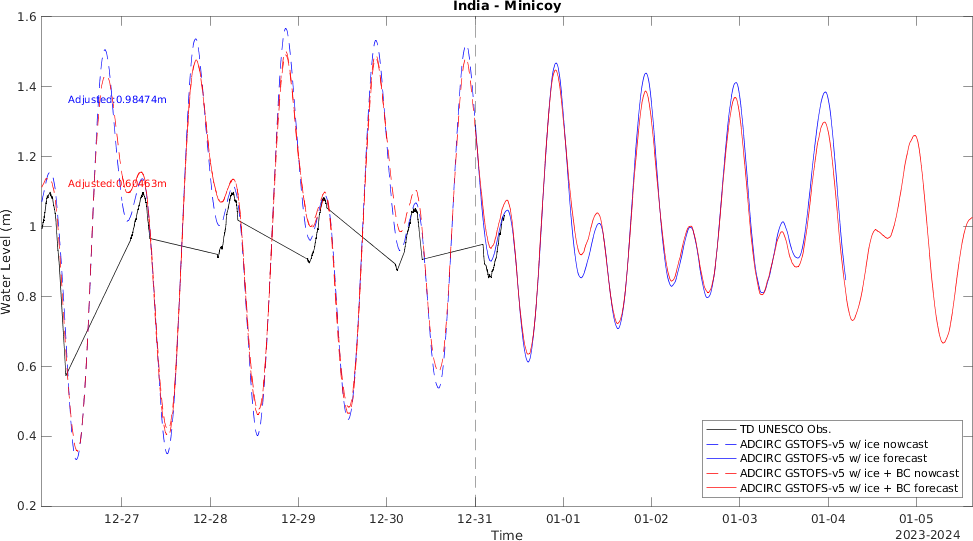 India - Minicoy
1.6
1.4
1.2
1
0.8
0.6
0.4
0.2
Water Level (m)
Adjusted:0.98474m
Adjusted:0.60463m
TD UNESCO Obs.
ADCIRC GSTOFS-v5 w/ ice nowcast
ADCIRC GSTOFS-v5 w/ ice forecast
ADCIRC GSTOFS-v5 w/ ice + BC nowcast
ADCIRC GSTOFS-v5 w/ ice + BC forecast
12-27 12-28 12-29 12-30 12-31 01-01 01-02 01-03 01-04 01-05
Time
2023-2024